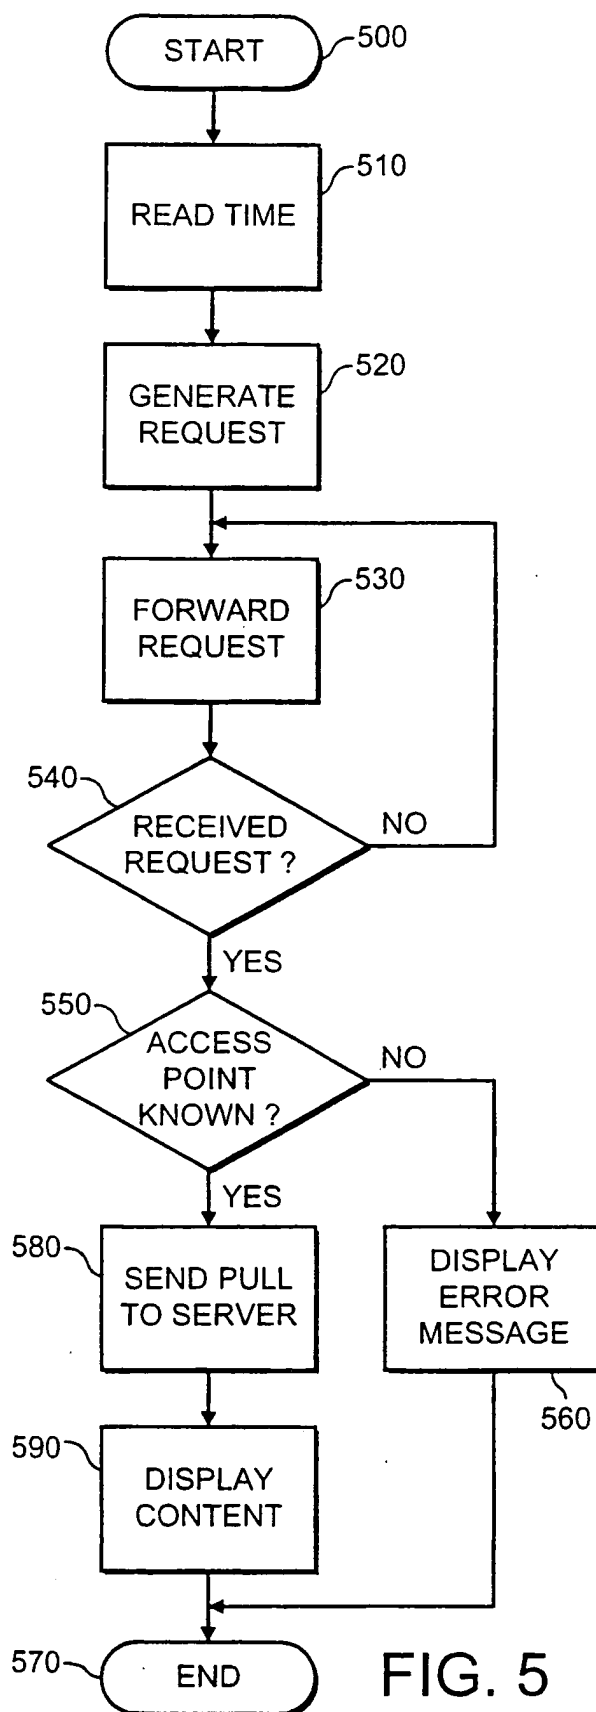 START
500
510
READ TIME
520
GENERATE
REQUEST
530
FORWARD
REQUEST
540
RECEIVED
REQUEST ?
NO
YES
550
ACCESS
POINT
KNOWN ?
NO
YES
580
SEND PULL
TO SERVER
DISPLAY
ERROR
MESSAGE
560
590
DISPLAY
CONTENT
570
END
FIG. 5